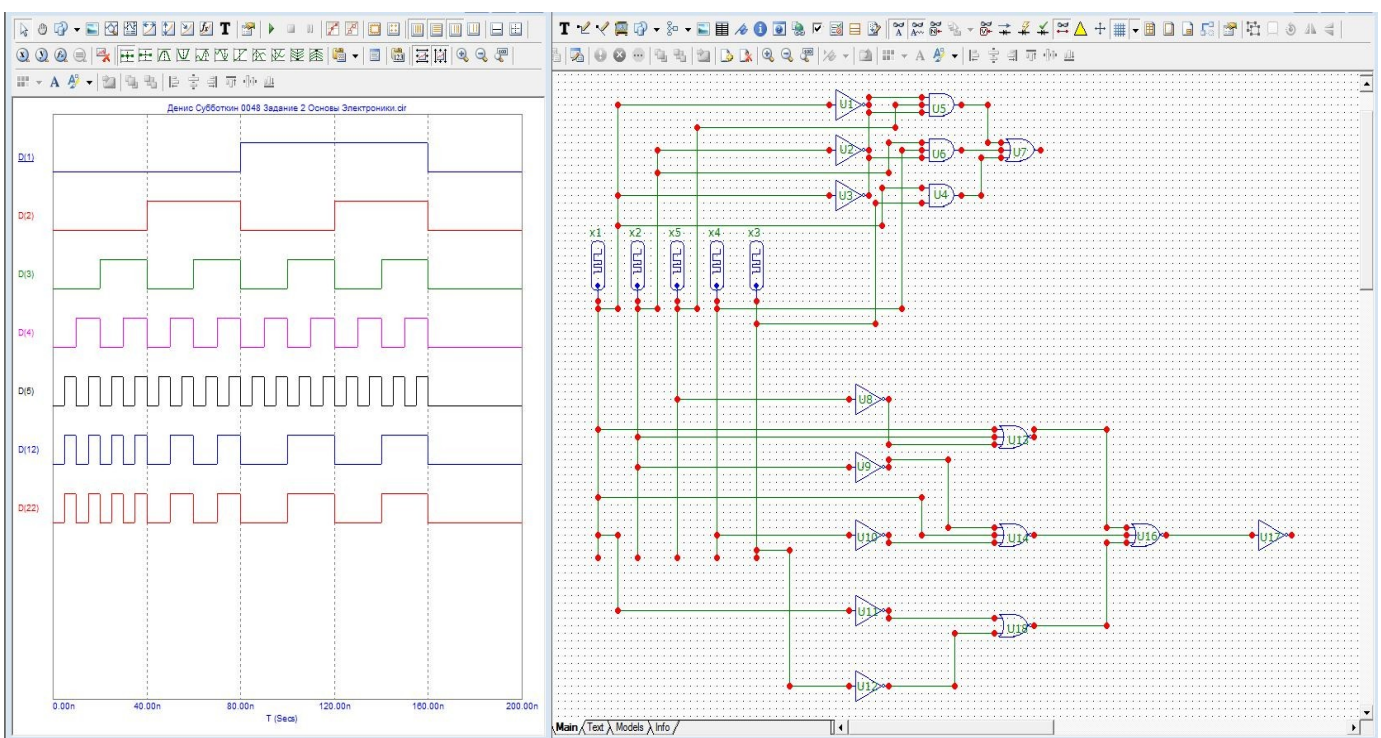 Денис Субботкин 0048 Задание 2 Основы Электроники.cir
D(1)
D(2)
D(3)
D(4)
D(5)
D(12)
D(22)
0.00n 40.00n 80.00n 120.00n 160.00n 200.00n
T (Secs)
U1
U5
U2
U6
U7
U3
U4
x1 x2 x5 x4 x3
U8
U13
U9
U10
U14
U16
U17
U11
U18
U12
Main Text Models Info